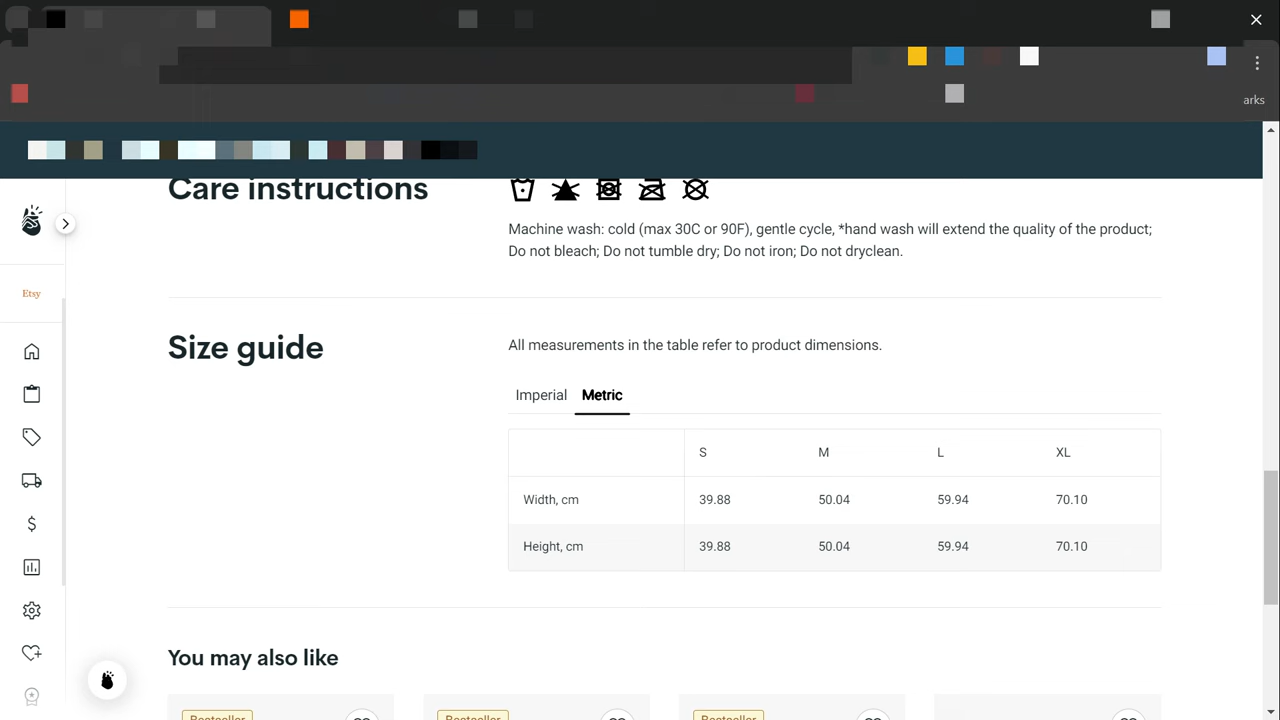 arks
Care instructions
Machine wash: cold (max 30C or 90F), gentle cycle, *hand wash will extend the quality of the product;
Do not bleach; Do not tumble dry; Do not iron; Do not dryclean.
Etsy
Size guide
All measurements in the table refer to product dimensions.
Imperial Metric
S M L XL
Width, cm 39.88 50.04 59.94 70.10
Height, cm 39.88 50.04 59.94 70.10
$
You may also like
Bestseller Bestseller Bestseller